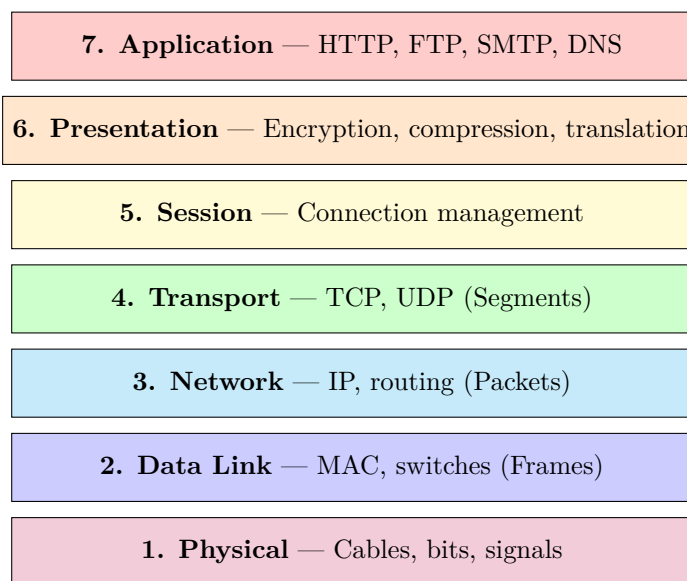 7. Application — HTTP, FTP, SMTP, DNS
6. Presentation — Encryption, compression, translation
5. Session — Connection management
4. Transport — TCP, UDP (Segments)
3. Network — IP, routing (Packets)
2. Data Link — MAC, switches (Frames)
1. Physical — Cables, bits, signals